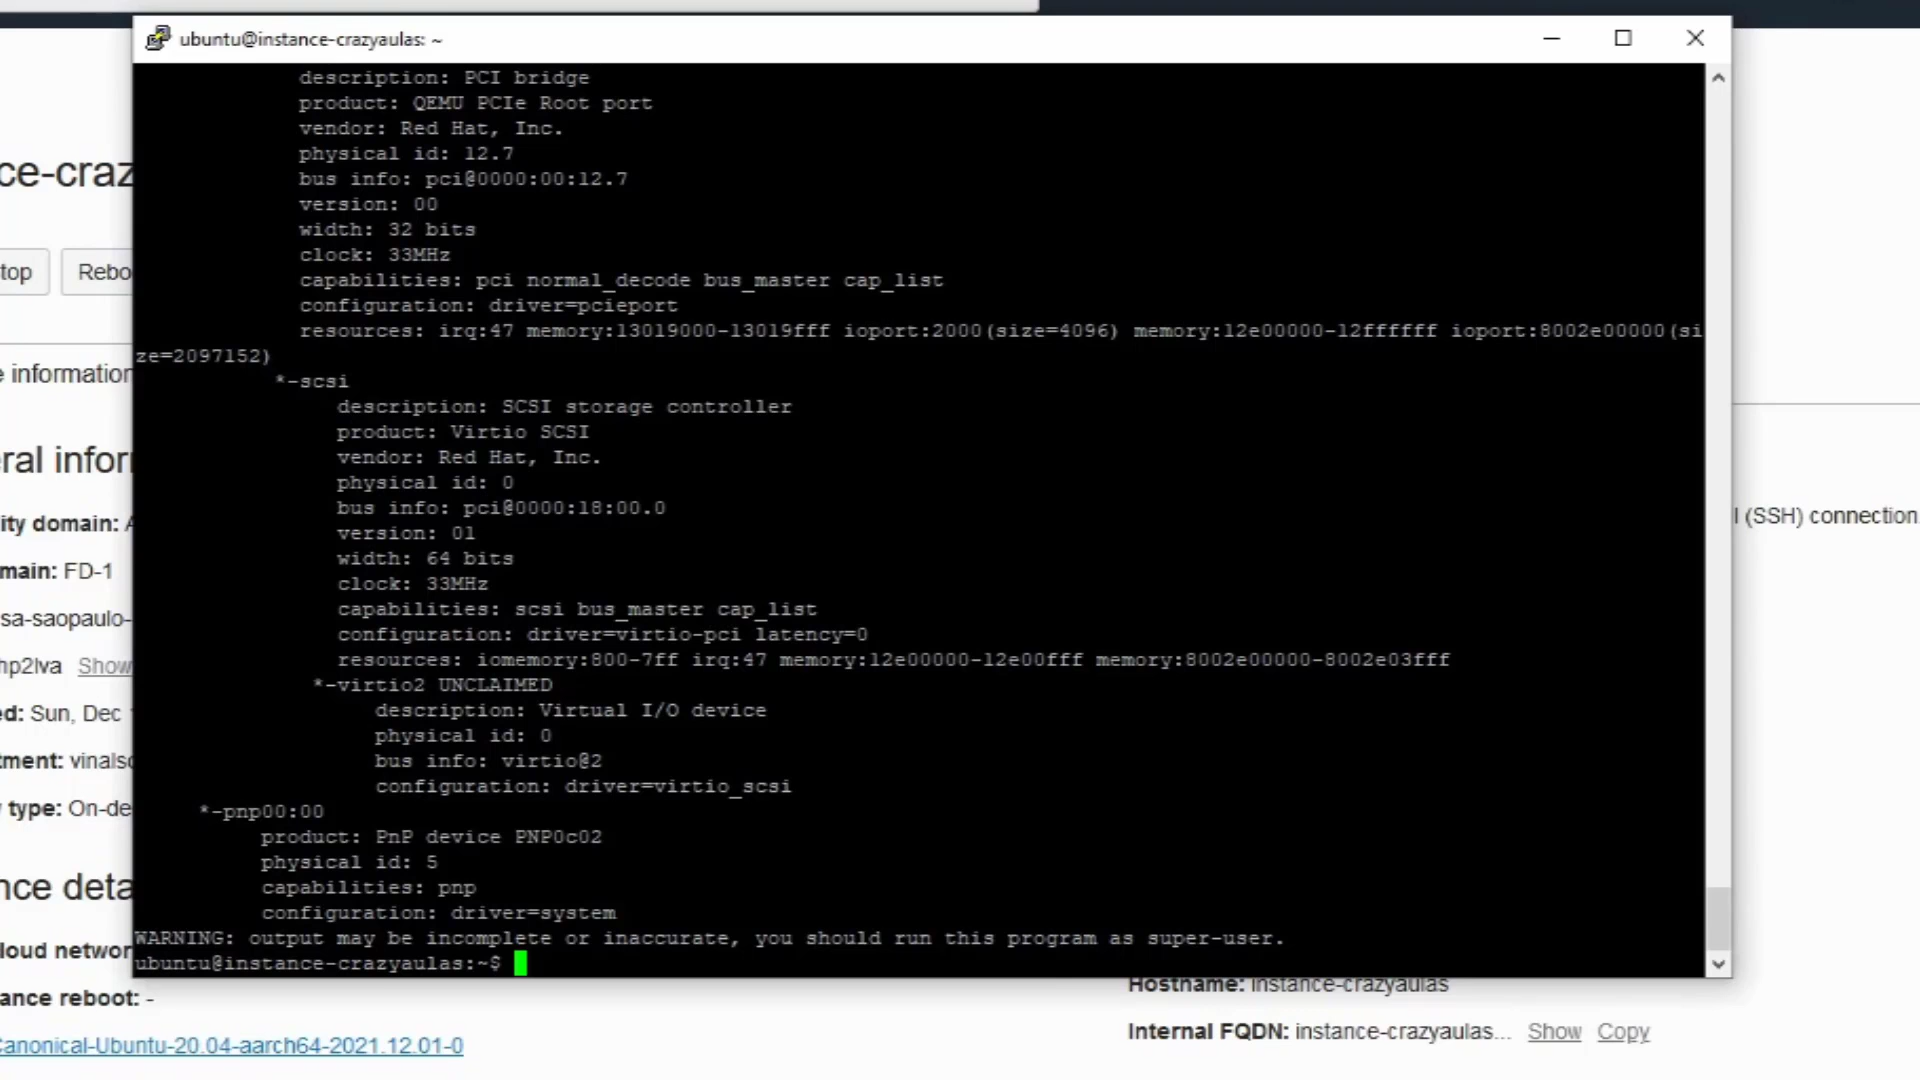 ubuntu@instance-crazyaulas: ~
description: PCI bridge
product: QEMU PCIe Root port
vendor: Red Hat, Inc.
physical id: 12.7
bus info: pci@0000:00:12.7
version: 00
width: 32 bits
clock: 33MHz
capabilities: pci normal_decode bus_master cap_list
configuration: driver=pcieport
resources: irq:47 memory:13019000-13019fff ioport:2000(size=4096) memory:12e00000-12ffffff ioport:8002e00000(si
ze=2097152)
*-scsi
description: SCSI storage controller
product: Virtio SCSI
vendor: Red Hat, Inc.
physical id: 0
bus info: pci@0000:18:00.0
version: 01
width: 64 bits
clock: 33MHz
capabilities: scsi bus_master cap_list
configuration: driver=virtio-pci latency=0
resources: iomemory:800-7ff irq:47 memory:12e00000-12e00fff memory:8002e00000-8002e03fff
*-virtio2 UNCLAIMED
description: Virtual I/O device
physical id: 0
bus info: virtio@2
configuration: driver=virtio_scsi
*-pnp00:00
product: PnP device PNP0c02
physical id: 5
capabilities: pnp
configuration: driver=system
WARNING: output may be incomplete or inaccurate, you should run this program as super-user.
ubuntu@instance-crazyaulas:~$
ce-craz
top Rebo
e information
ral infor
ity domain: A
main: FD-1
sa-saopaulo-
hp2lva Show
ed: Sun, Dec
tment: vinalsc
y type: On-de
nce deta
loud networ
ance reboot: -
Canonical-Ubuntu-20.04-aarch64-2021.12.01-0
l (SSH) connection
Hostname: instance-crazyaulas
Internal FQDN: instance-crazyaulas... Show Copy